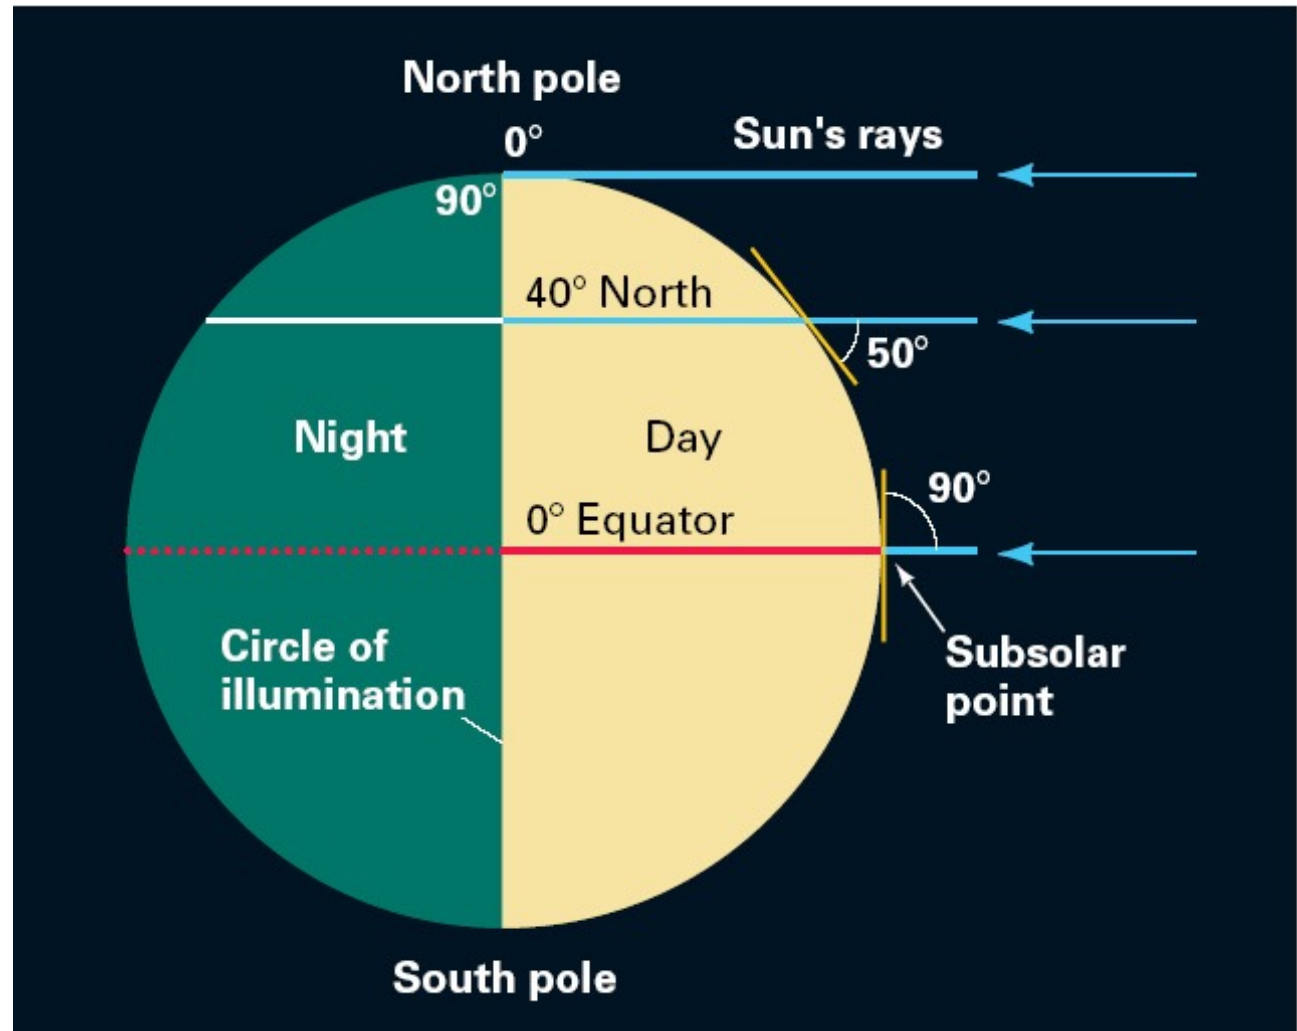 North pole
0°
Sun's rays
90°
40° North
50°
Night
Day
90°
0° Equator
Circle of
illumination
Subsolar
point
South pole